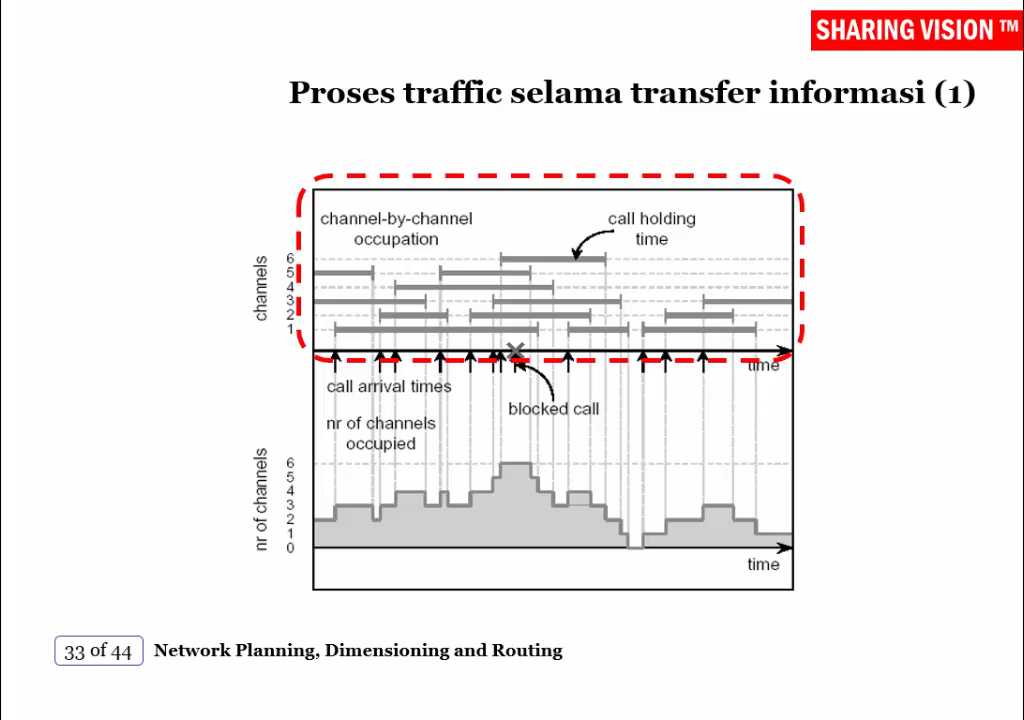 SHARING VISION ™
Proses traffic selama transfer informasi (1)
channel-by-channel
occupation
call holding
time
channels
6
5
4
3
2
1
time
call arrival times
blocked call
nr of channels
occupied
nr of channels
6
5
4
3
2
1
0
time
33 of 44
Network Planning, Dimensioning and Routing